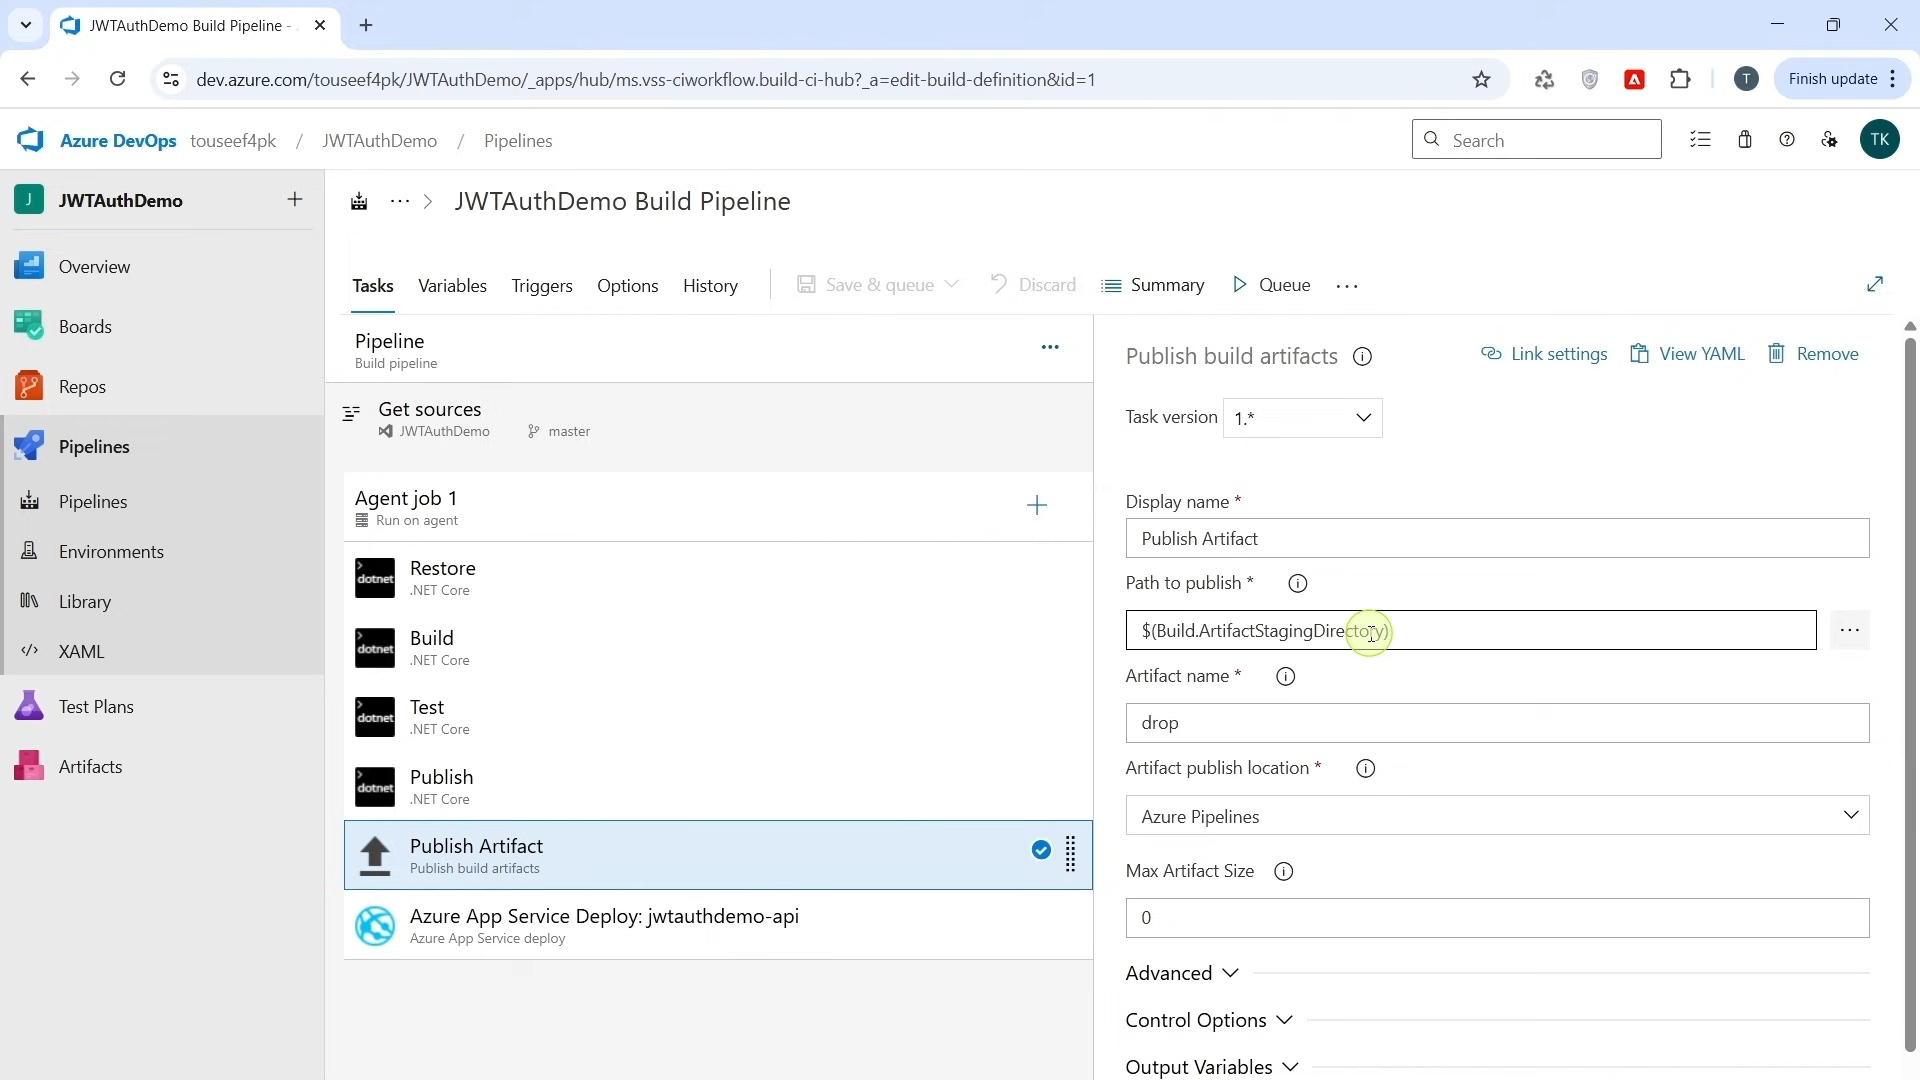 JWTAuthDemo Build Pipeline -
dev.azure.com/touseef4pk/JWTAuthDemo/_apps/hub/ms.vss-ciworkflow.build-ci-hub?_a=edit-build-definition&id=1
T
Finish update
Azure DevOps touseef4pk / JWTAuthDemo / Pipelines
Search
TK
J JWTAuthDemo
Overview
Boards
Repos
Pipelines
Pipelines
Environments
Library
XAML
Test Plans
Artifacts
JWTAuthDemo Build Pipeline
Tasks Variables Triggers Options History Save & queue Discard Summary Queue
Pipeline
Build pipeline
Get sources
JWTAuthDemo master
Agent job 1
Run on agent
dotnet Restore
.NET Core
dotnet Build
.NET Core
dotnet Test
.NET Core
dotnet Publish
.NET Core
Publish Artifact
Publish build artifacts
Azure App Service Deploy: jwtauthdemo-api
Azure App Service deploy
Publish build artifacts
Link settings View YAML Remove
Task version 1.*
Display name *
Publish Artifact
Path to publish *
$(Build.ArtifactStagingDirectory)
Artifact name *
drop
Artifact publish location *
Azure Pipelines
Max Artifact Size
0
Advanced
Control Options
Output Variables